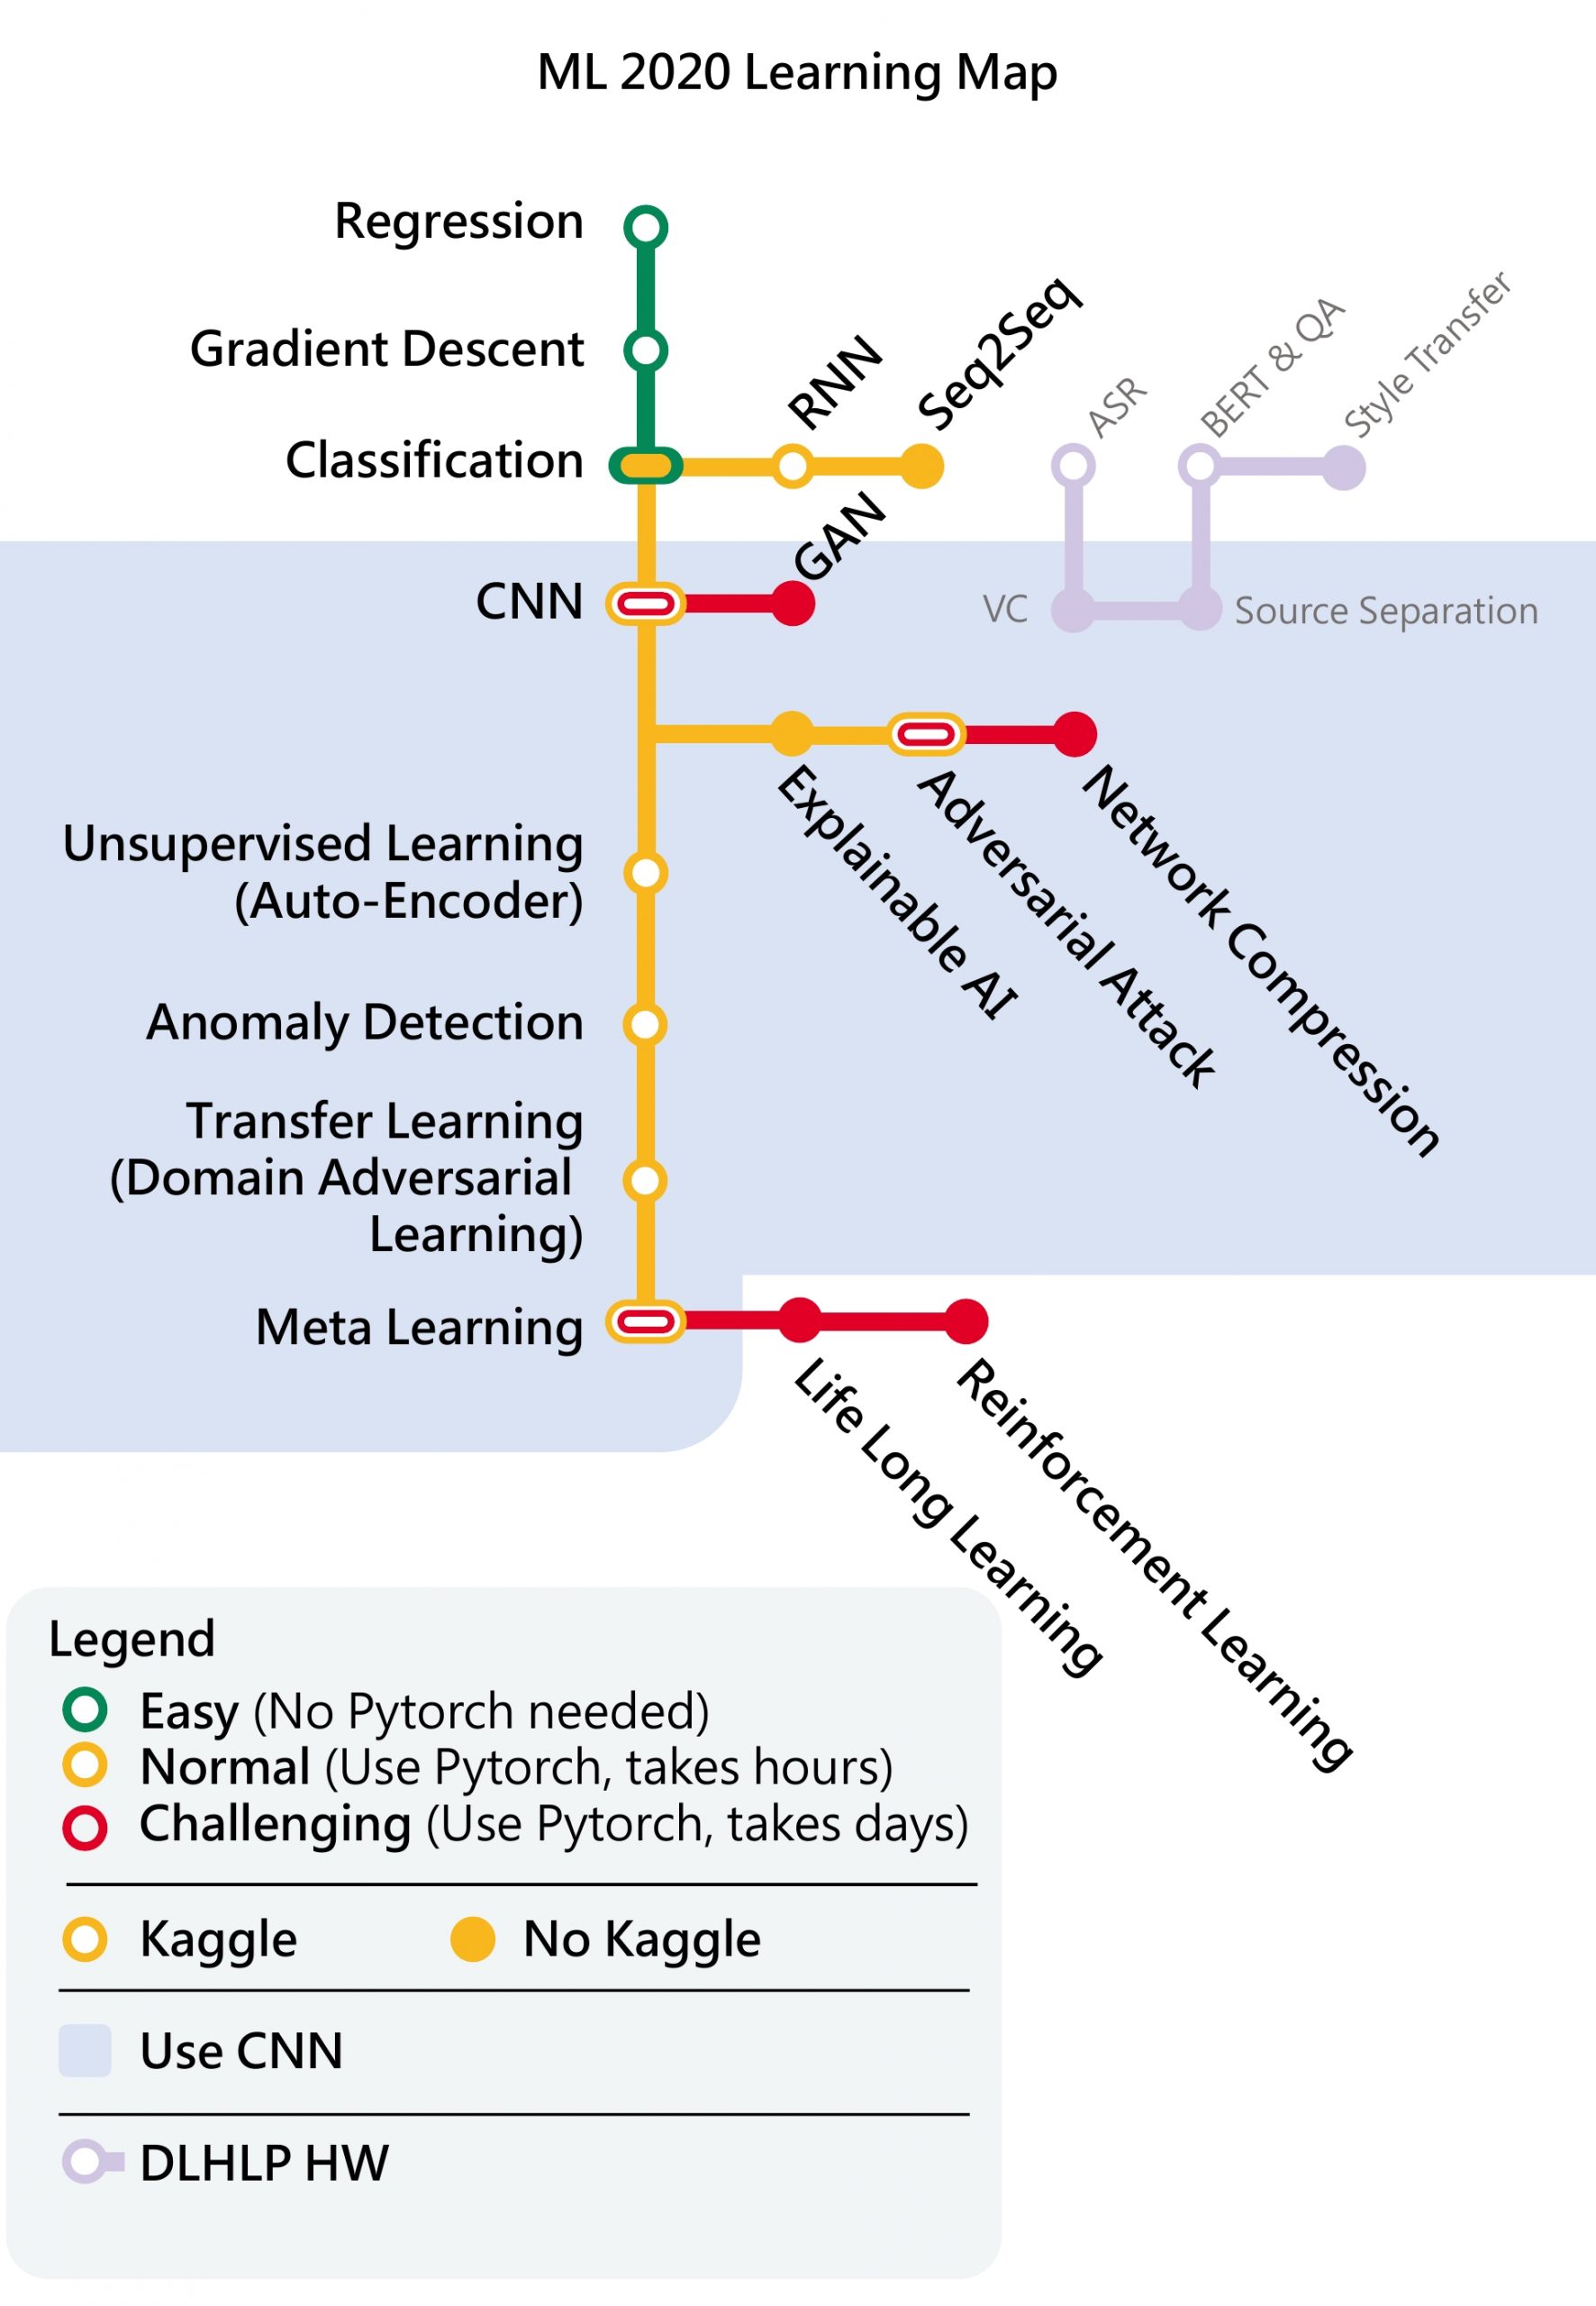 ML 2020 Learning Map
Regression
Gradient Descent
Classification
RNN
Seq2Seq
ASR
BERT & QA
Style Transfer
CNN
GAN
VC
Source Separation
Explainable AI
Adversarial Attack
Network Compression
Unsupervised Learning
(Auto-Encoder)
Anomaly Detection
Transfer Learning
(Domain Adversarial
Learning)
Meta Learning
Life Long Learning
Reinforcement Learning
Legend
Easy (No Pytorch needed)
Normal (Use Pytorch, takes hours)
Challenging (Use Pytorch, takes days)
Kaggle No Kaggle
Use CNN
DLHLP HW